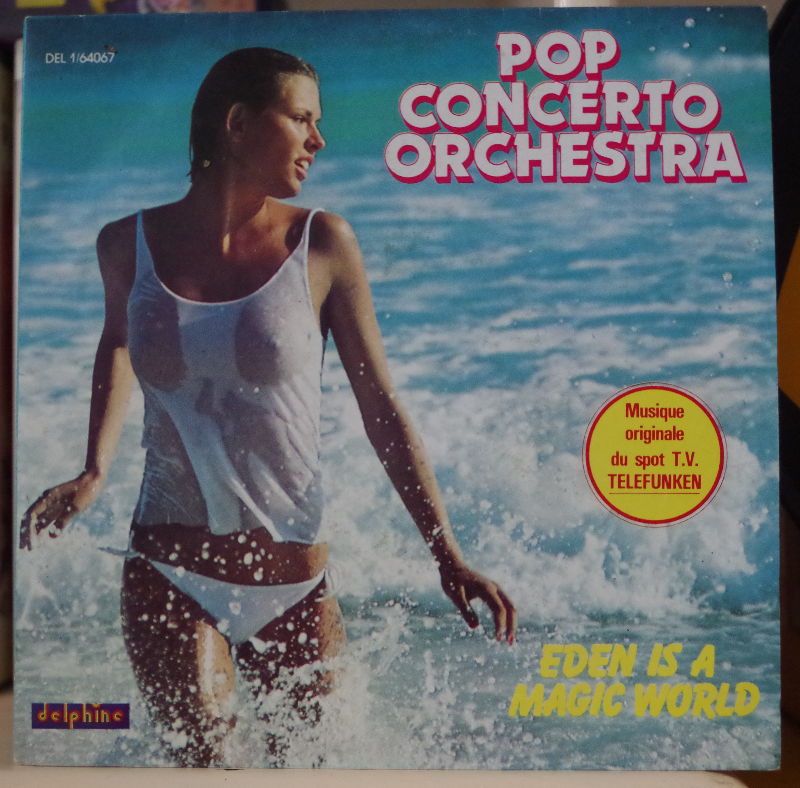 DEL 1/64067
POP
CONCERTO
ORCHESTRA
Musique
originale
du spot T.V.
TELEFUNKEN
EDEN IS A
MAGIC WORLD
delphine